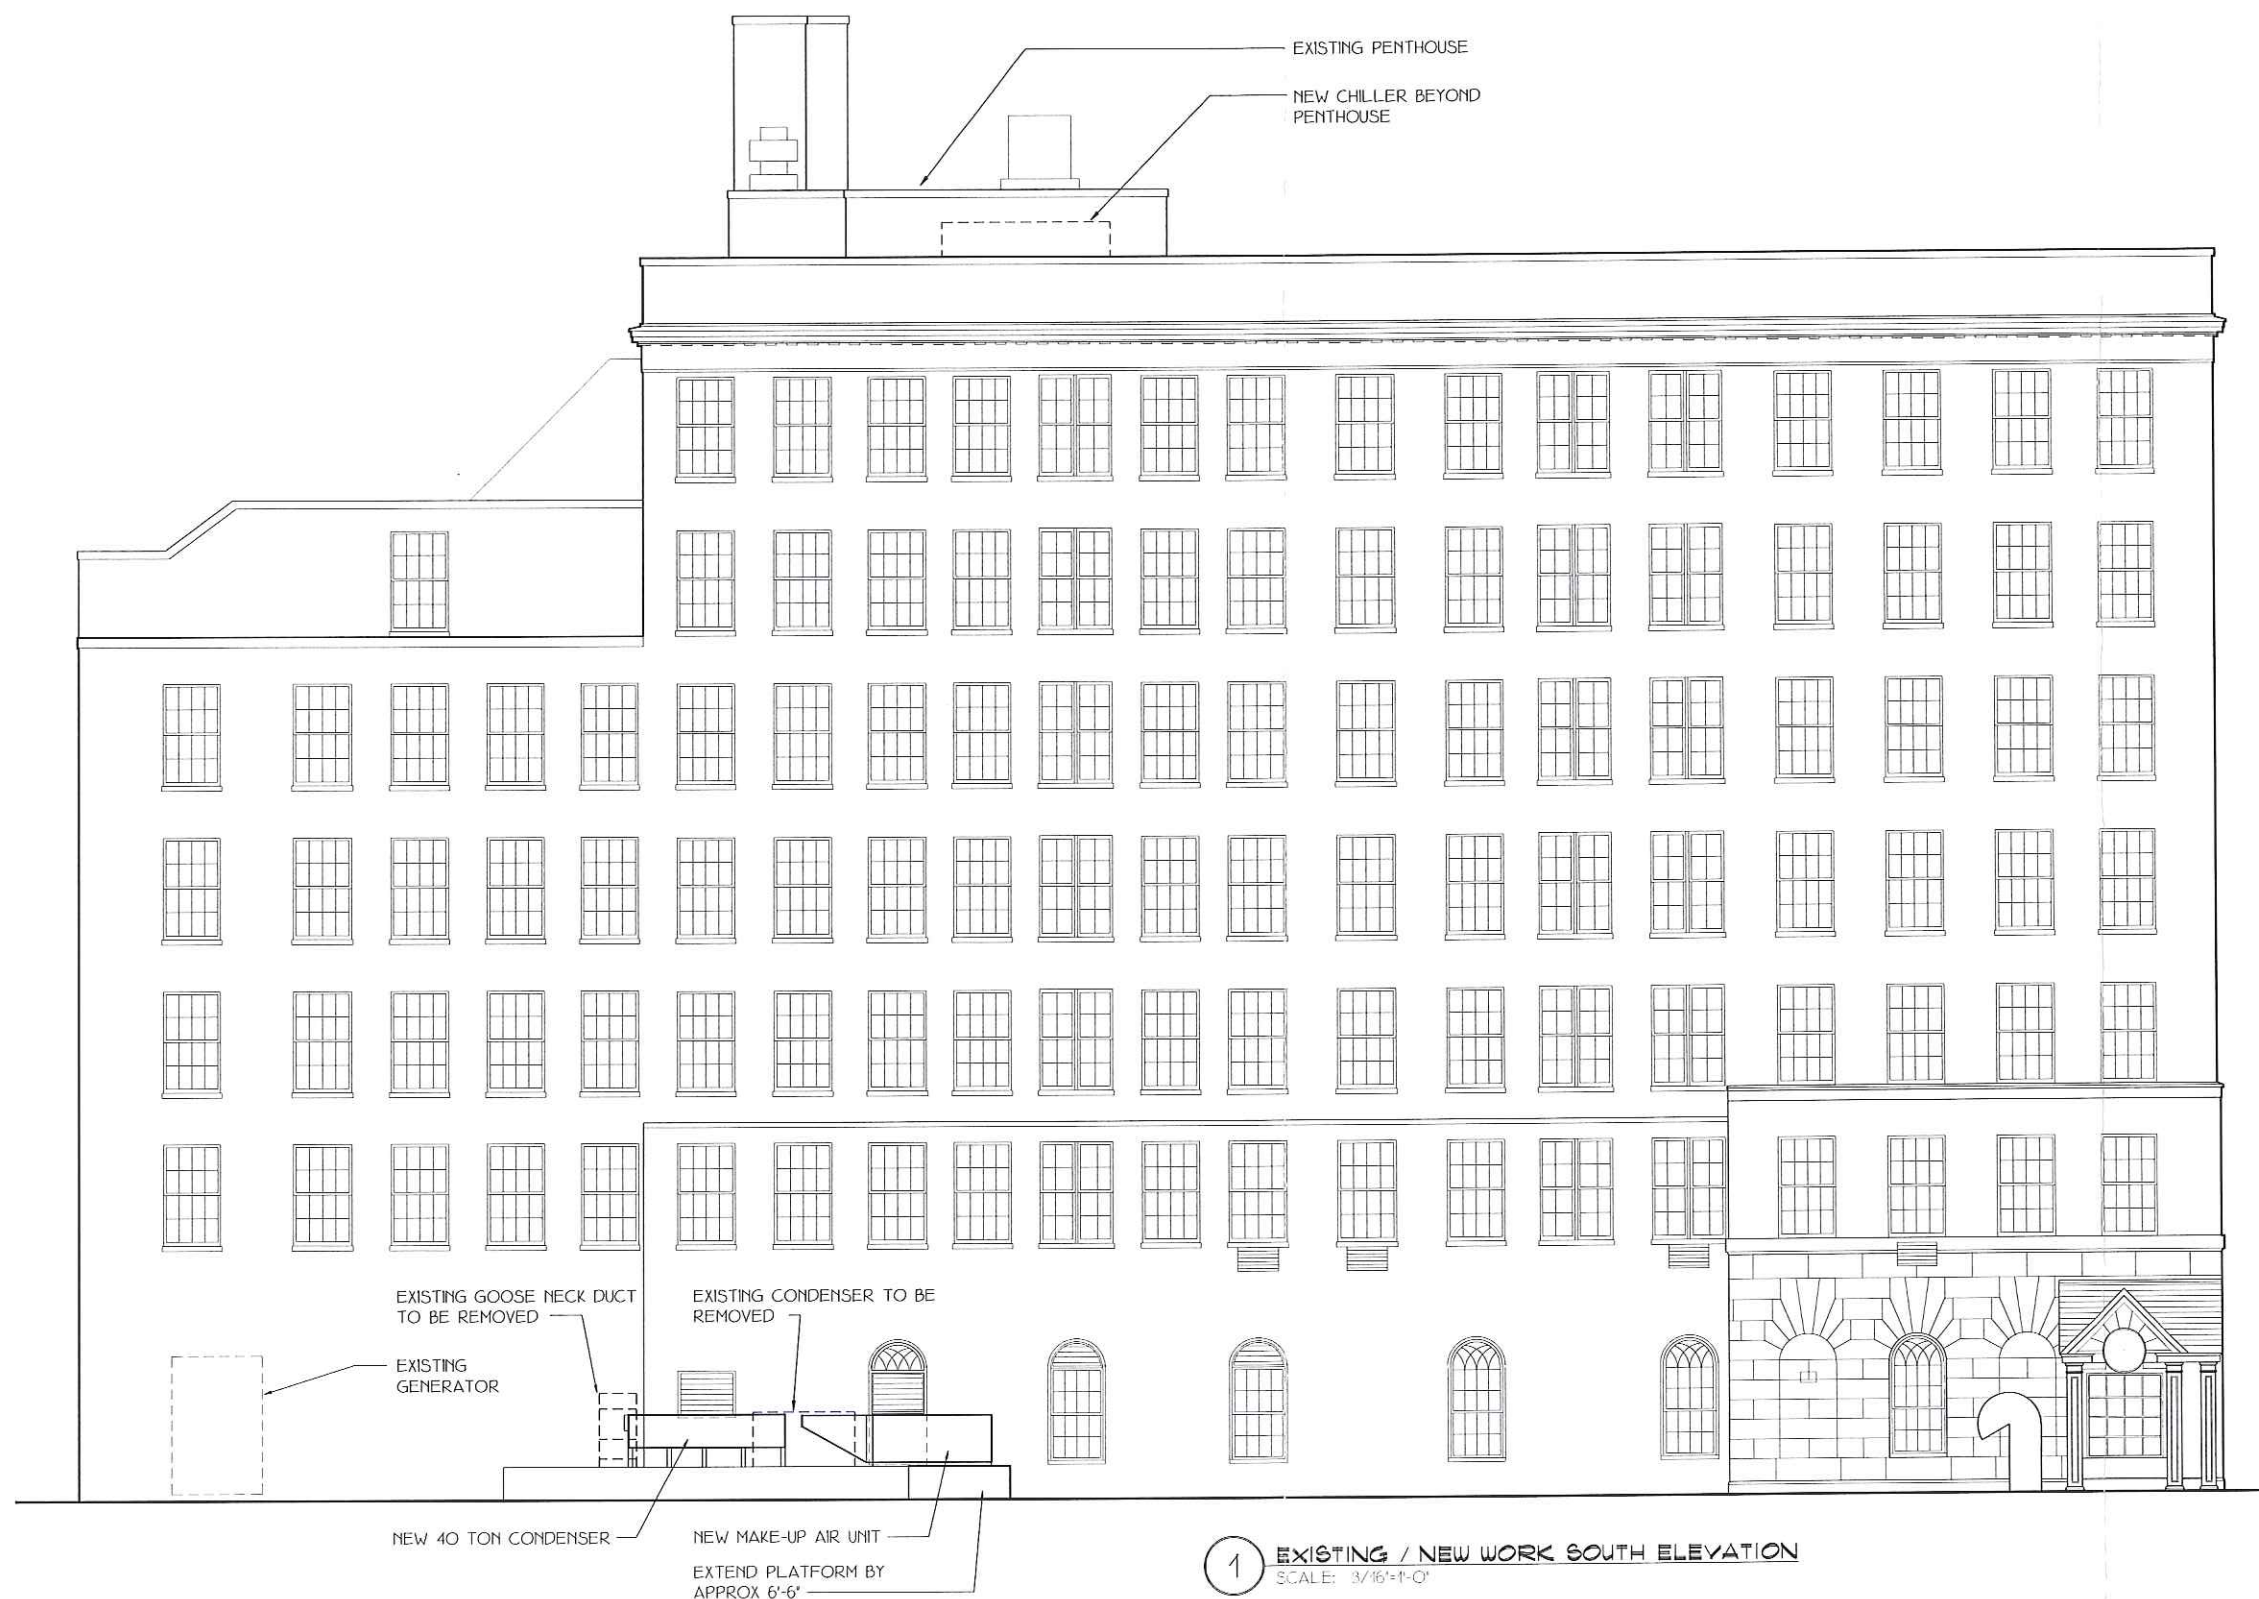 EXISTING PENTHOUSE
NEW CHILLER BEYOND
PENTHOUSE
EXISTING GOOSE NECK DUCT
TO BE REMOVED
EXISTING CONDENSER TO BE
REMOVED
EXISTING
GENERATOR
NEW 40 TON CONDENSER
NEW MAKE-UP AIR UNIT
EXTEND PLATFORM BY
APPROX 6'-6"
1
EXISTING / NEW WORK SOUTH ELEVATION
SCALE: 3/16"=1'-0"